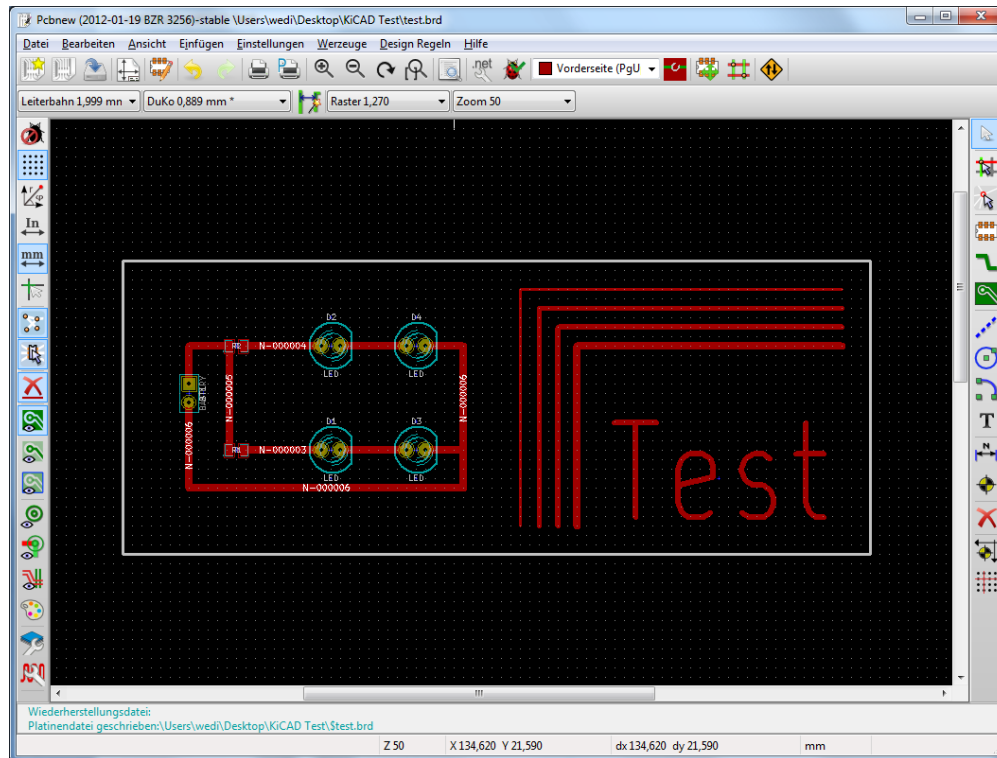 Pcbnew (2012-01-19 BZR 3256)-stable \Users\wedi\Desktop\KiCAD Test\test.brd
Datei Bearbeiten Ansicht Einfügen Einstellungen Werkzeuge Design Regeln Hilfe
.net Vorderseite (PgU
Leiterbahn 1,999 mn DuKo 0,889 mm * Raster 1,270 Zoom 50
In
mm
D2 D4
R2 N-000004
LED LED
N-000005
N-000006
N-000006
D1 D3
R1 N-000003
LED LED
N-000006
Test
T
N
Wiederherstellungsdatei:
Platinendatei geschrieben:\Users\wedi\Desktop\KiCAD Test\$test.brd
Z 50 X 134,620 Y 21,590 dx 134,620 dy 21,590 mm